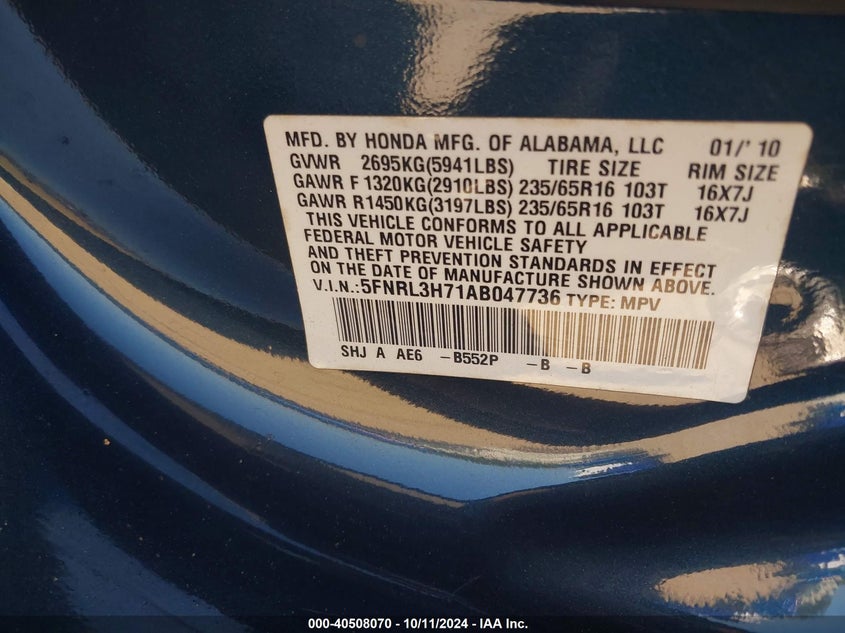 MFD. BY HONDA MFG. OF ALABAMA, LLC 01/' 10
GVWR 2695KG(5941LBS) TIRE SIZE RIM SIZE
GAWR F 1320KG(2910LBS) 235/65R16 103T 16X7J
GAWR R1450KG(3197LBS) 235/65R16 103T 16X7J
THIS VEHICLE CONFORMS TO ALL APPLICABLE
FEDERAL MOTOR VEHICLE SAFETY
AND THEFT PREVENTION STANDARDS IN EFFECT
ON THE DATE OF MANUFACTURE SHOWN ABOVE.
V.I.N.:5FNRL3H71AB047736 TYPE: MPV
SHJ A AE6 -B552P -B -B
000-40508070 - 10/11/2024 - IAA Inc.